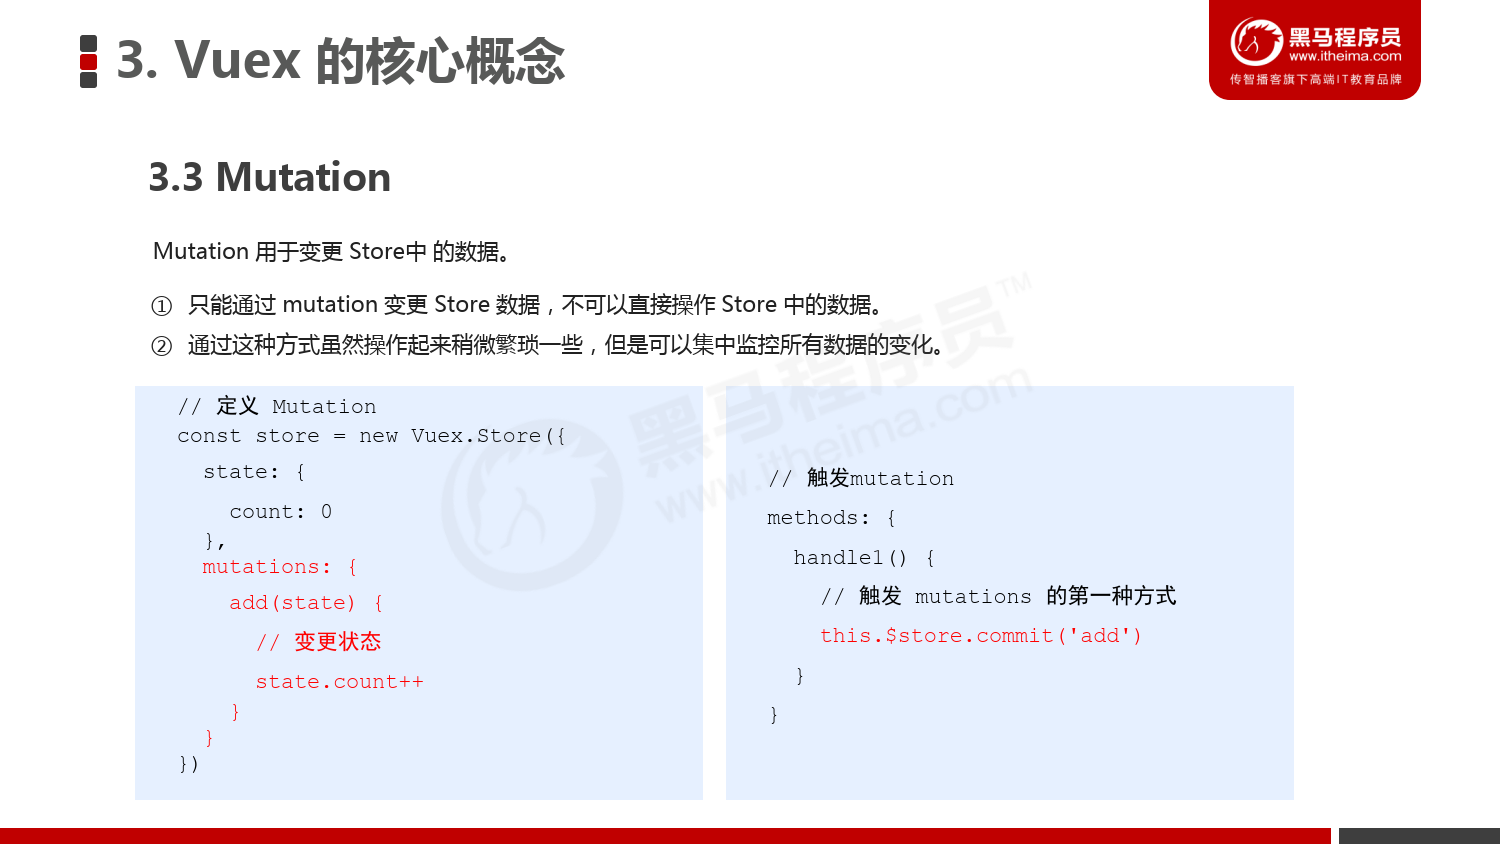 3. Vuex 的核心概念
黑马程序员
www.itheima.com
传智播客旗下高端IT教育品牌
3.3 Mutation
Mutation 用于变更 Store中 的数据。
① 只能通过 mutation 变更 Store 数据，不可以直接操作 Store 中的数据。
② 通过这种方式虽然操作起来稍微繁琐一些，但是可以集中监控所有数据的变化。
// 定义 Mutation
const store = new Vuex.Store({
  state: {
    count: 0
  },
  mutations: {
    add(state) {
      // 变更状态
      state.count++
    }
  }
})
// 触发mutation
methods: {
  handle1() {
    // 触发 mutations 的第一种方式
    this.$store.commit('add')
  }
}
黑马程序员™
www.itheima.com